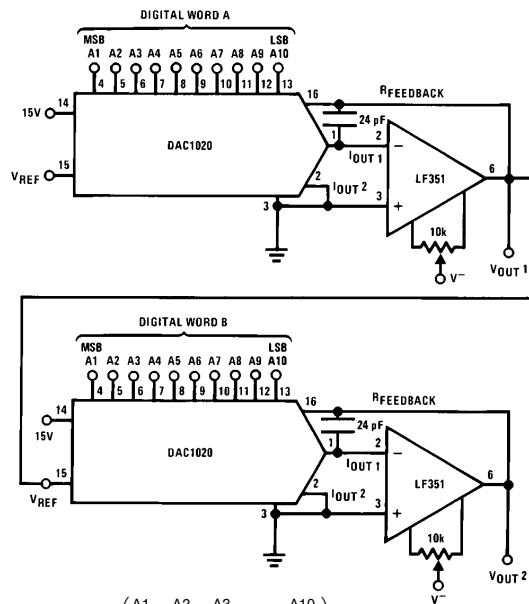 DIGITAL WORD A
MSB LSB
A1 A2 A3 A4 A5 A6 A7 A8 A9 A10
4 5 6 7 8 9 10 11 12 13
16 RFEEDBACK
15V 14
24 pF
1 IOUT 1 2 −
DAC1020
LF351 6
VREF 15
2 IOUT 2
3 3 +
10k
V− VOUT 1
DIGITAL WORD B
MSB LSB
A1 A2 A3 A4 A5 A6 A7 A8 A9 A10
4 5 6 7 8 9 10 11 12 13
16 RFEEDBACK
14
15V
24 pF
1 IOUT 1 2 −
DAC1020
LF351 6
15
VREF
2 IOUT 2
3 3 +
10k
V− VOUT 2
(A1 A2 A3 A10)